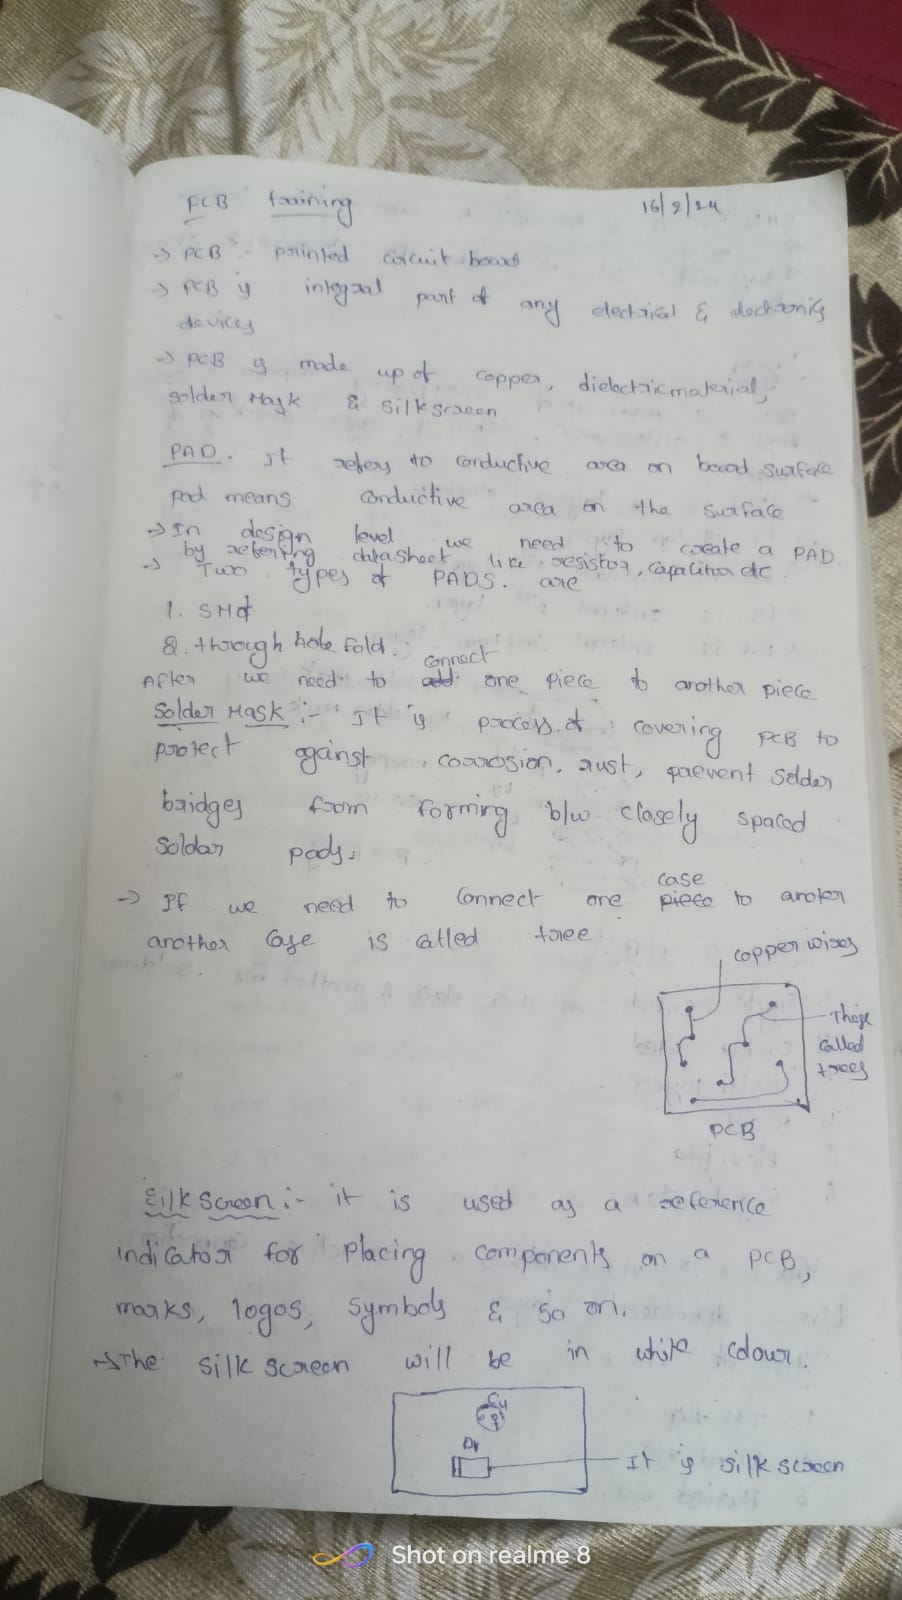 PCB training 16/2/24
→ PCB :- printed circuit board
→ PCB is integral part of any electrical & electronics
devices
→ PCB is made up of copper, dielectric material,
solder Mask & silkscreen
PAD. It refers to conductive area on board surface
pad means conductive area on the surface
→ In design level we need to create a PAD
by referring datasheet like resistor, capacitor etc
→ Two types of PADS. are
1. SMd
2. through hole fold.
connect
After we need to one piece to another piece
Solder Mask :- It is process of covering PCB to
protect against corrosion, rust, prevent solder
bridges from forming b/w closely spaced
soldar pads.
case
→ If we need to connect one piece to anoter
another case is called tree
copper wires
These
called
trees
PCB
Silk screen :- it is used as a reference
indicator for placing components on a PCB,
marks, logos, symbols & so on.
→ The silk screen will be in white colour.
It is silk screen
Shot on realme 8